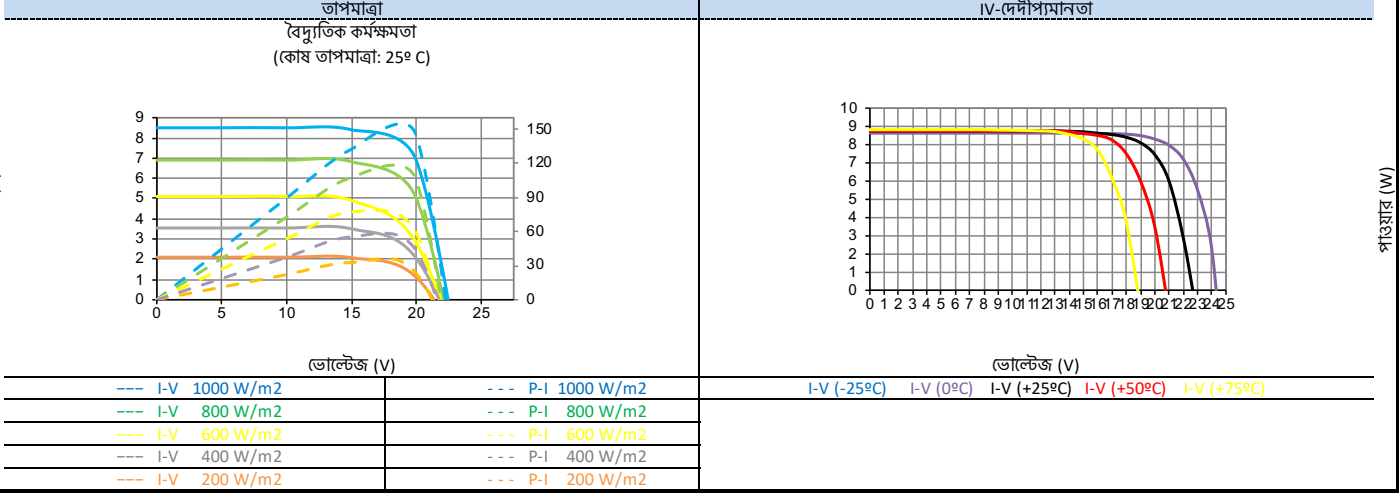 তাপমাত্রা
IV-দেদীপ্যমানতা
বৈদ্যুতিক কর্মক্ষমতা
(কোষ তাপমাত্রা: 25º C)
9
8
7
6
5
4
3
2
1
0
150
120
90
60
30
0
0 5 10 15 20 25
ভোল্টেজ (V)
10
9
8
7
6
5
4
3
2
1
0
0 1 2 3 4 5 6 7 8 9 10 11 12 13 14 15 16 17 18 19 20 21 22 23 24 25
ভোল্টেজ (V)
পাওয়ার (W)
--- I-V 1000 W/m2
- - - P-I 1000 W/m2
I-V (-25ºC) I-V (0ºC) I-V (+25ºC) I-V (+50ºC) I-V (+75ºC)
--- I-V 800 W/m2
- - - P-I 800 W/m2
--- I-V 600 W/m2
- - - P-I 600 W/m2
--- I-V 400 W/m2
- - - P-I 400 W/m2
--- I-V 200 W/m2
- - - P-I 200 W/m2